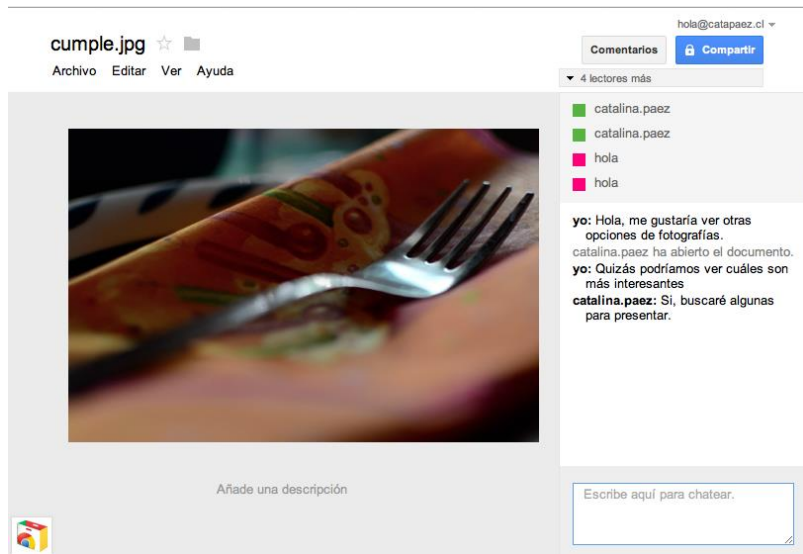 hola@catapaez.cl
cumple.jpg
Comentarios
Compartir
Archivo Editar Ver Ayuda
4 lectores más
catalina.paez
catalina.paez
hola
hola
yo: Hola, me gustaría ver otras
opciones de fotografías.
catalina.paez ha abierto el documento.
yo: Quizás podríamos ver cuáles son
más interesantes
catalina.paez: Si, buscaré algunas
para presentar.
Añade una descripción
Escribe aquí para chatear.